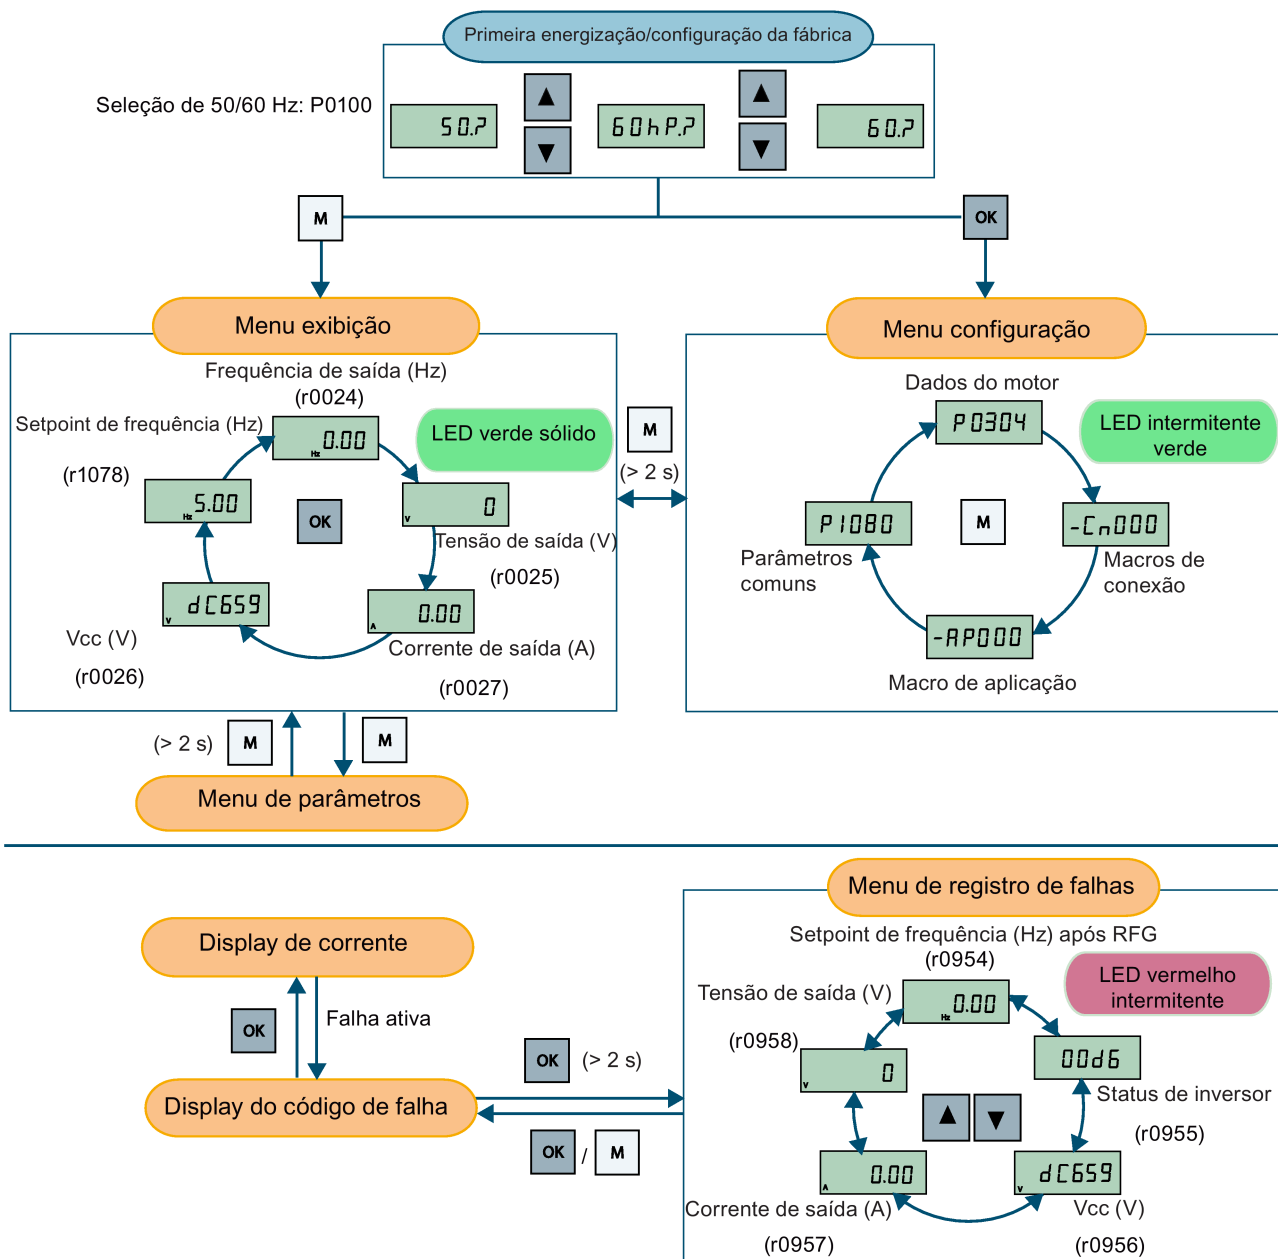 Primeira energização/configuração da fábrica
Seleção de 50/60 Hz: P0100
50.?
60hP.?
60.?
M
OK
Menu exibição
Frequência de saída (Hz)
(r0024)
Setpoint de frequência (Hz)
Hz 0.00
LED verde sólido
(r1078)
Hz 5.00
OK
V 0
Tensão de saída (V)
(r0025)
V dC659
A 0.00
Vcc (V)
(r0026)
Corrente de saída (A)
(r0027)
M
(> 2 s)
Menu configuração
Dados do motor
P0304
LED intermitente
verde
P1080
M
-Cn000
Parâmetros
comuns
Macros de
conexão
-AP000
Macro de aplicação
(> 2 s)
M
M
Menu de parâmetros
Display de corrente
OK
Falha ativa
Display do código de falha
OK
(> 2 s)
OK / M
Menu de registro de falhas
Setpoint de frequência (Hz) após RFG
(r0954)
LED vermelho
intermitente
Tensão de saída (V)
Hz 0.00
(r0958)
V 0
00d6
Status de inversor
(r0955)
A 0.00
V dC659
Corrente de saída (A)
(r0957)
Vcc (V)
(r0956)